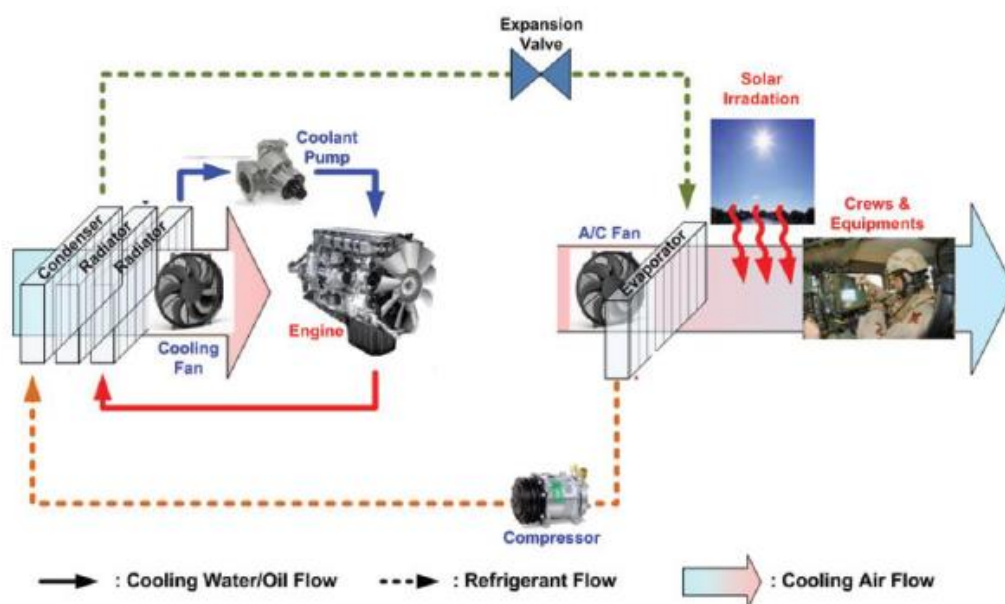 Expansion
Valve
Solar
Irradiation
Coolant
Pump
Crews &
Equipments
Condenser
Radiator
Radiator
A/C Fan
Evaporator
Engine
Cooling
Fan
Compressor
: Cooling Water/Oil Flow
: Refrigerant Flow
: Cooling Air Flow